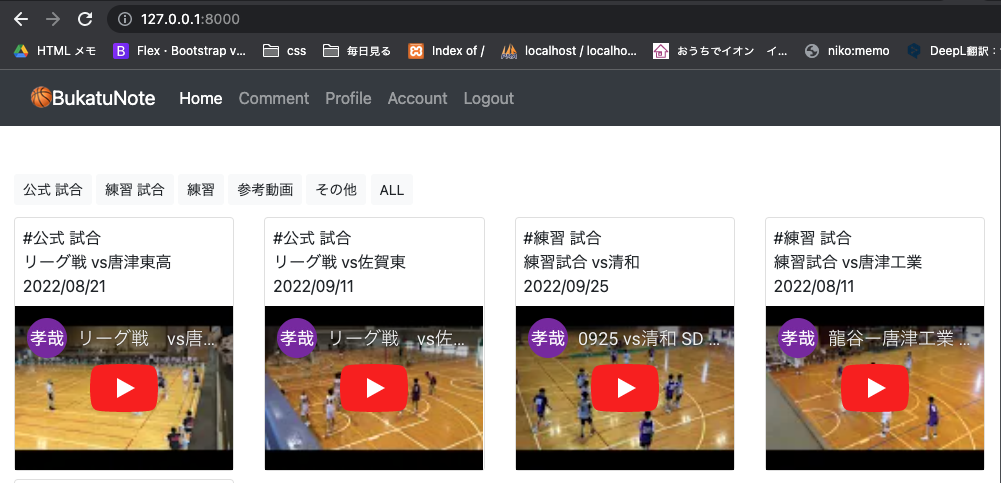 127.0.0.1:8000
HTML メモ
B Flex・Bootstrap v...
css
毎日見る
Index of /
localhost / localho...
おうちでイオン イ...
niko:memo
DeepL翻訳：
BukatuNote Home Comment Profile Account Logout
公式 試合 練習 試合 練習 参考動画 その他 ALL
#公式 試合
リーグ戦 vs唐津東高
2022/08/21
孝哉 リーグ戦 vs唐...
#公式 試合
リーグ戦 vs佐賀東
2022/09/11
孝哉 リーグ戦 vs佐...
#練習 試合
練習試合 vs清和
2022/09/25
孝哉 0925 vs清和 SD ...
#練習 試合
練習試合 vs唐津工業
2022/08/11
孝哉 龍谷ー唐津工業 ...